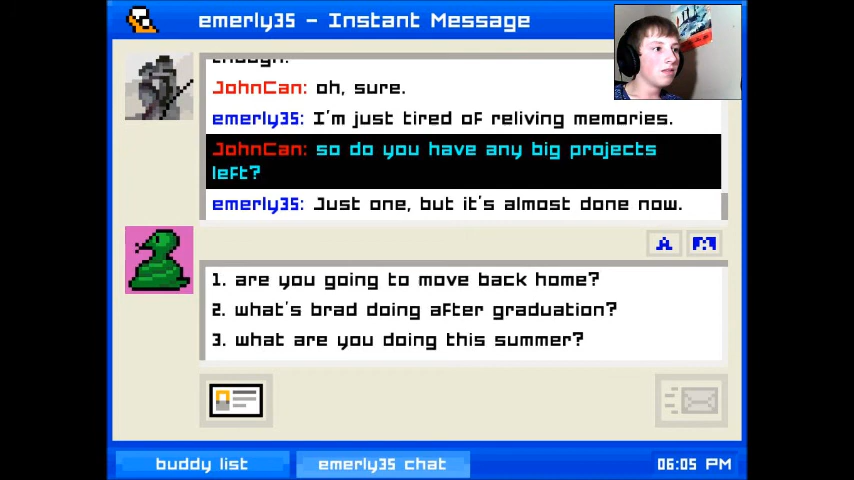 emerly35 - Instant Message
enough.
JohnCan: oh, sure.
emerly35: I'm just tired of reliving memories.
JohnCan: so do you have any big projects
left?
emerly35: Just one, but it's almost done now.
A
1. are you going to move back home?
2. what's brad doing after graduation?
3. what are you doing this summer?
buddy list
emerly35 chat
06:05 PM